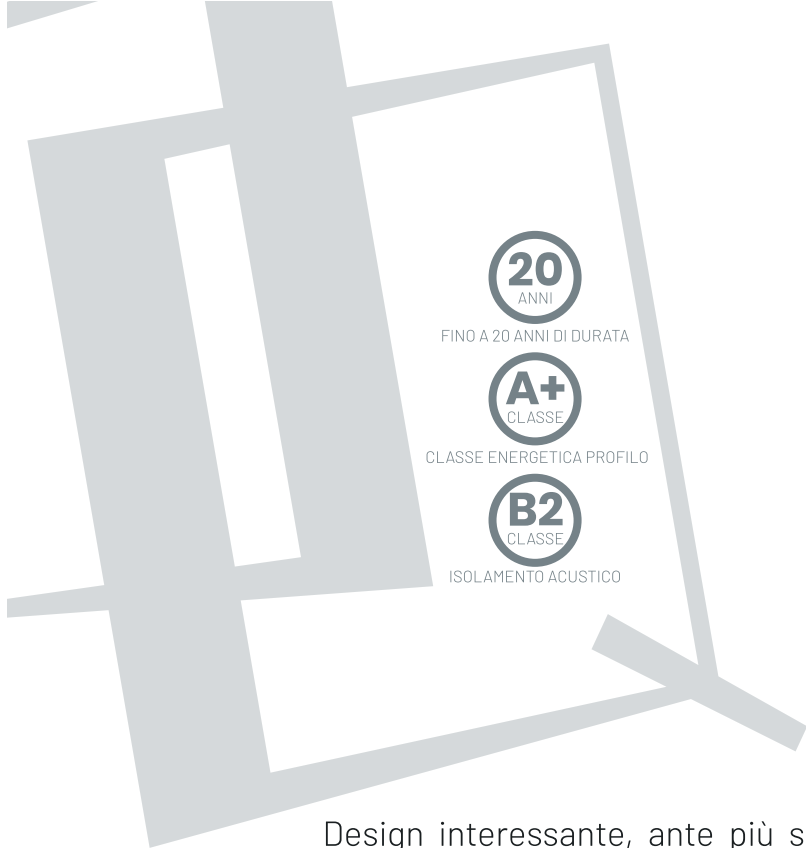 20
ANNI
FINO A 20 ANNI DI DURATA
A+
CLASSE
CLASSE ENERGETICA PROFILO
B2
CLASSE
ISOLAMENTO ACUSTICO
Design interessante, ante più